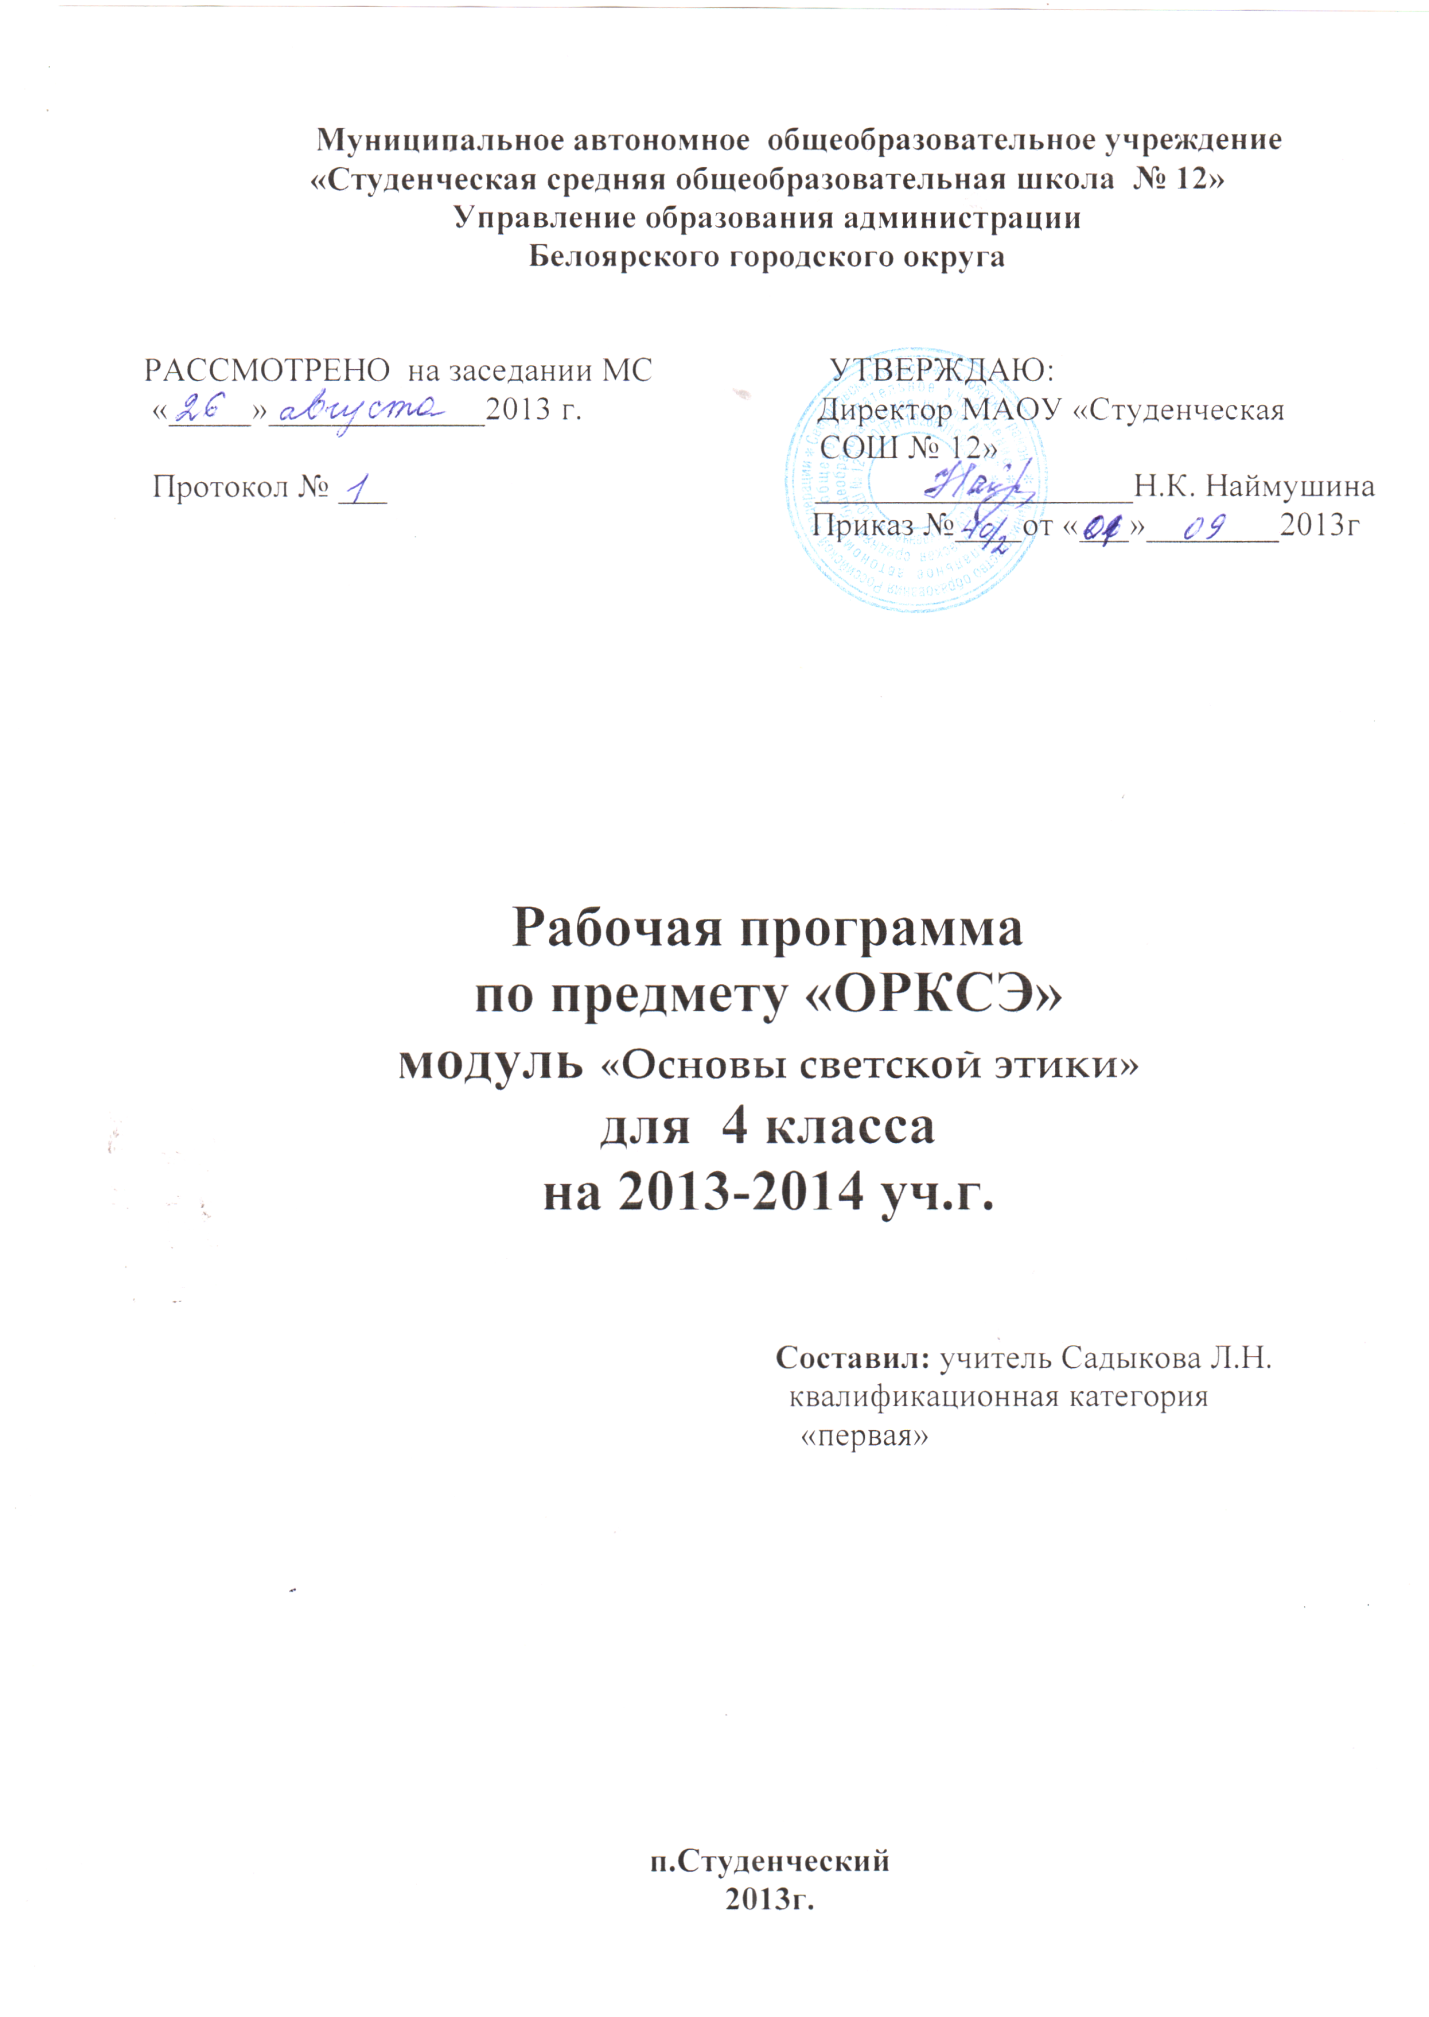 Муниципальное автономное общеобразовательное учреждение
«Студенческая средняя общеобразовательная школа № 12»
Управление образования администрации
Белоярского городского округа
РАССМОТРЕНО на заседании МС
«26» августа 2013 г.
Протокол № 1
УТВЕРЖДАЮ:
Директор МАОУ «Студенческая
СОШ № 12»
Н.К. Наймушина
Приказ № 40/2 от «01» 09 2013г
Рабочая программа
по предмету «ОРКСЭ»
модуль «Основы светской этики»
для 4 класса
на 2013-2014 уч.г.
Составил: учитель Садыкова Л.Н.
квалификационная категория
«первая»
п.Студенческий
2013г.